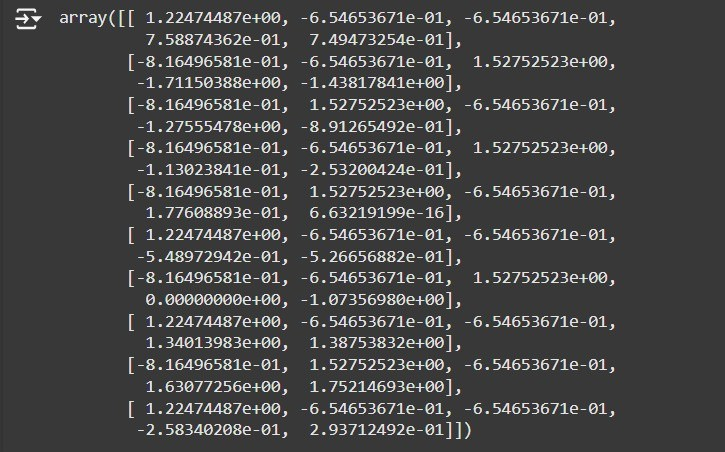 array([[ 1.22474487e+00, -6.54653671e-01, -6.54653671e-01,
7.58874362e-01, 7.49473254e-01],
[-8.16496581e-01, -6.54653671e-01, 1.52752523e+00,
-1.71150388e+00, -1.43817841e+00],
[-8.16496581e-01, 1.52752523e+00, -6.54653671e-01,
-1.27555478e+00, -8.91265492e-01],
[-8.16496581e-01, -6.54653671e-01, 1.52752523e+00,
-1.13023841e-01, -2.53200424e-01],
[-8.16496581e-01, 1.52752523e+00, -6.54653671e-01,
1.77608893e-01, 6.63219199e-16],
[ 1.22474487e+00, -6.54653671e-01, -6.54653671e-01,
-5.48972942e-01, -5.26656882e-01],
[-8.16496581e-01, -6.54653671e-01, 1.52752523e+00,
0.00000000e+00, -1.07356980e+00],
[ 1.22474487e+00, -6.54653671e-01, -6.54653671e-01,
1.34013983e+00, 1.38753832e+00],
[-8.16496581e-01, 1.52752523e+00, -6.54653671e-01,
1.63077256e+00, 1.75214693e+00],
[ 1.22474487e+00, -6.54653671e-01, -6.54653671e-01,
-2.58340208e-01, 2.93712492e-01]])